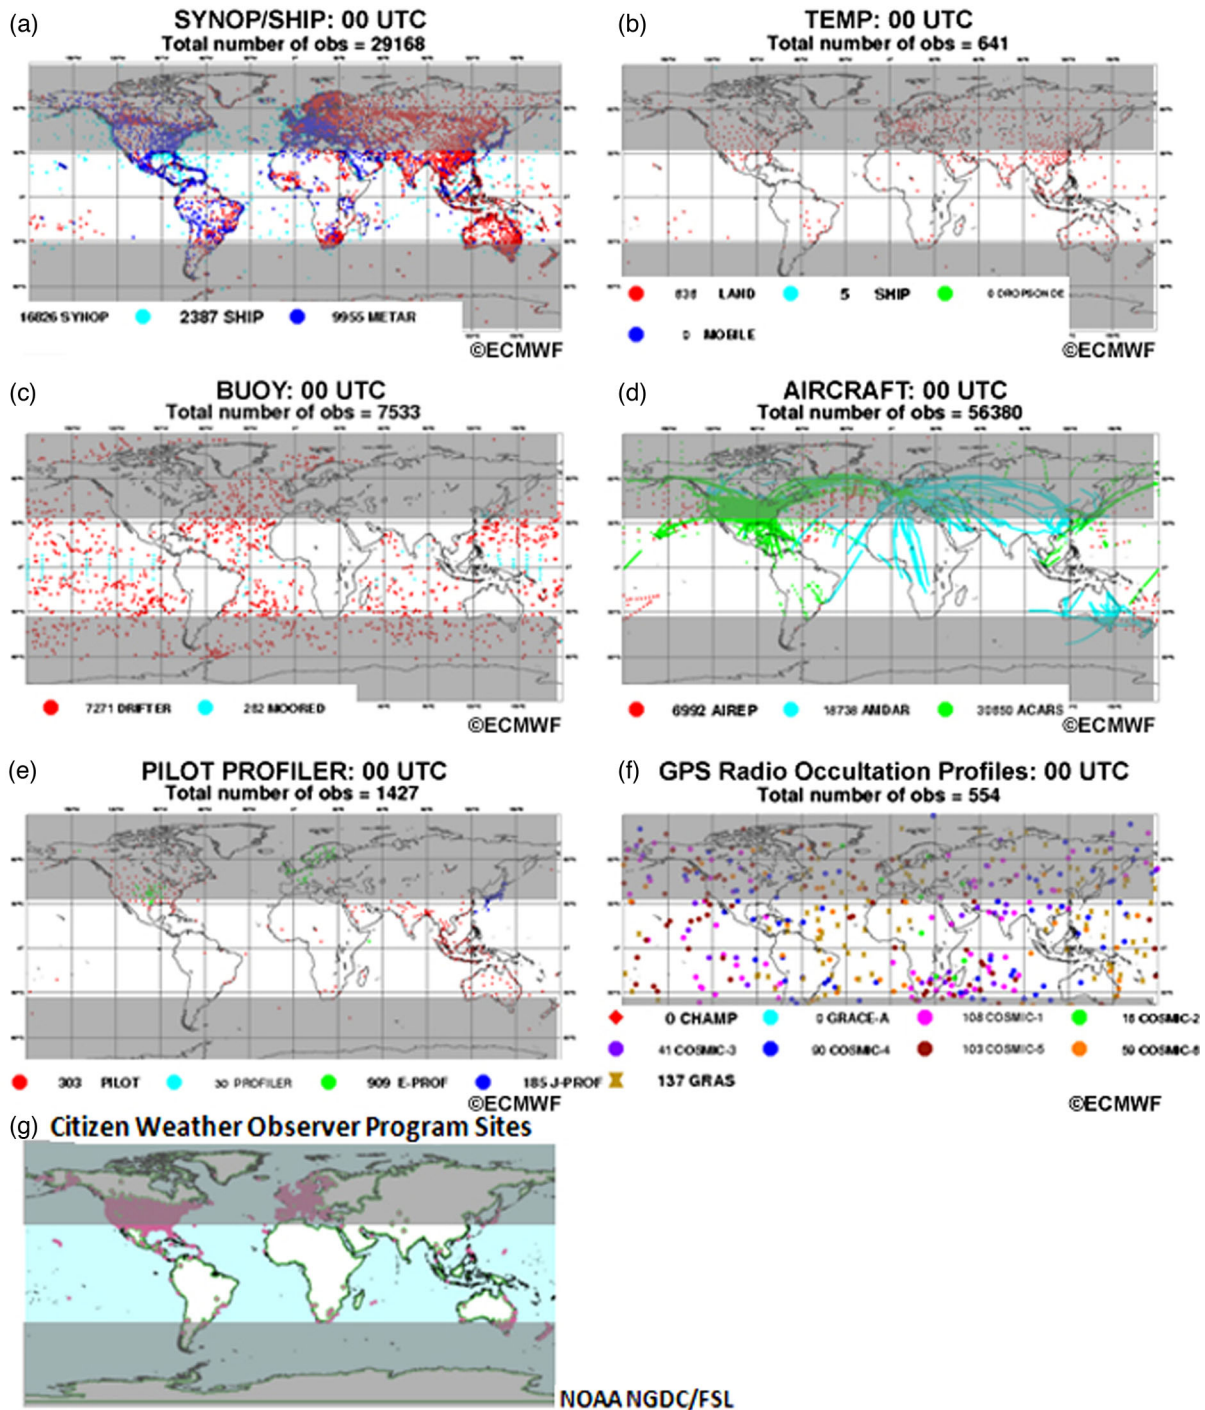 (a)
SYNOP/SHIP: 00 UTC
Total number of obs = 29168
16826 SYNOP 2387 SHIP 9955 METAR
©ECMWF
(b)
TEMP: 00 UTC
Total number of obs = 641
636 LAND 5 SHIP 0 DROPSONDE
0 MOBILE
©ECMWF
(c)
BUOY: 00 UTC
Total number of obs = 7533
7271 DRIFTER 262 MOORED
©ECMWF
(d)
AIRCRAFT: 00 UTC
Total number of obs = 56380
6992 AIREP 18738 AMDAR 30650 ACARS
©ECMWF
(e)
PILOT PROFILER: 00 UTC
Total number of obs = 1427
303 PILOT 30 PROFILER 909 E-PROF 185 J-PROF
©ECMWF
(f)
GPS Radio Occultation Profiles: 00 UTC
Total number of obs = 554
0 CHAMP 0 GRACE-A 108 COSMIC-1 16 COSMIC-2
41 COSMIC-3 90 COSMIC-4 103 COSMIC-5 59 COSMIC-6
137 GRAS
©ECMWF
(g)
Citizen Weather Observer Program Sites
NOAA NGDC/FSL